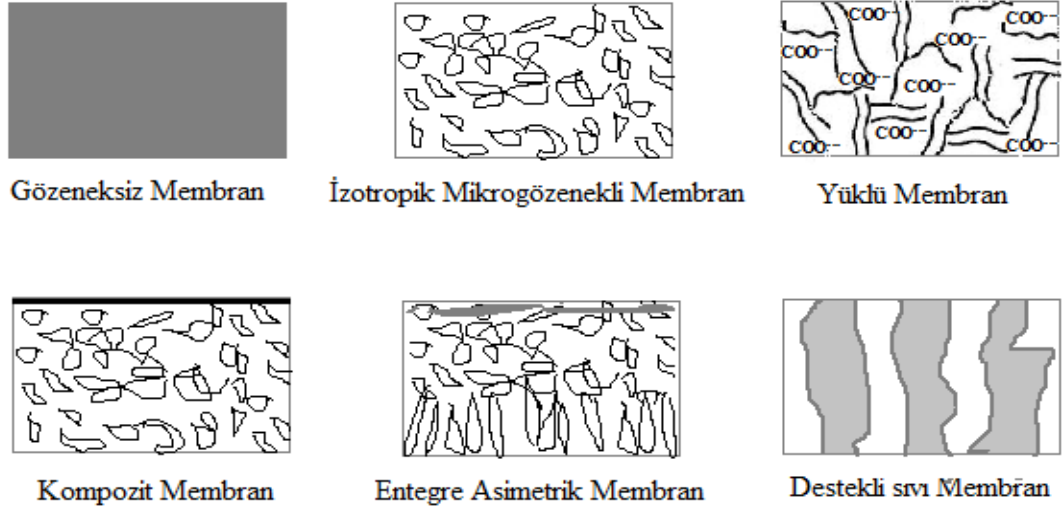 COO--
COO--
COO--
COO--
COO--
COO--
COO--
COO--
COO--
Gözeneksiz Membran
İzotropik Mikrogözenekli Membran
Yüklü Membran
Kompozit Membran
Entegre Asimetrik Membran
Destekli sıvı Membran